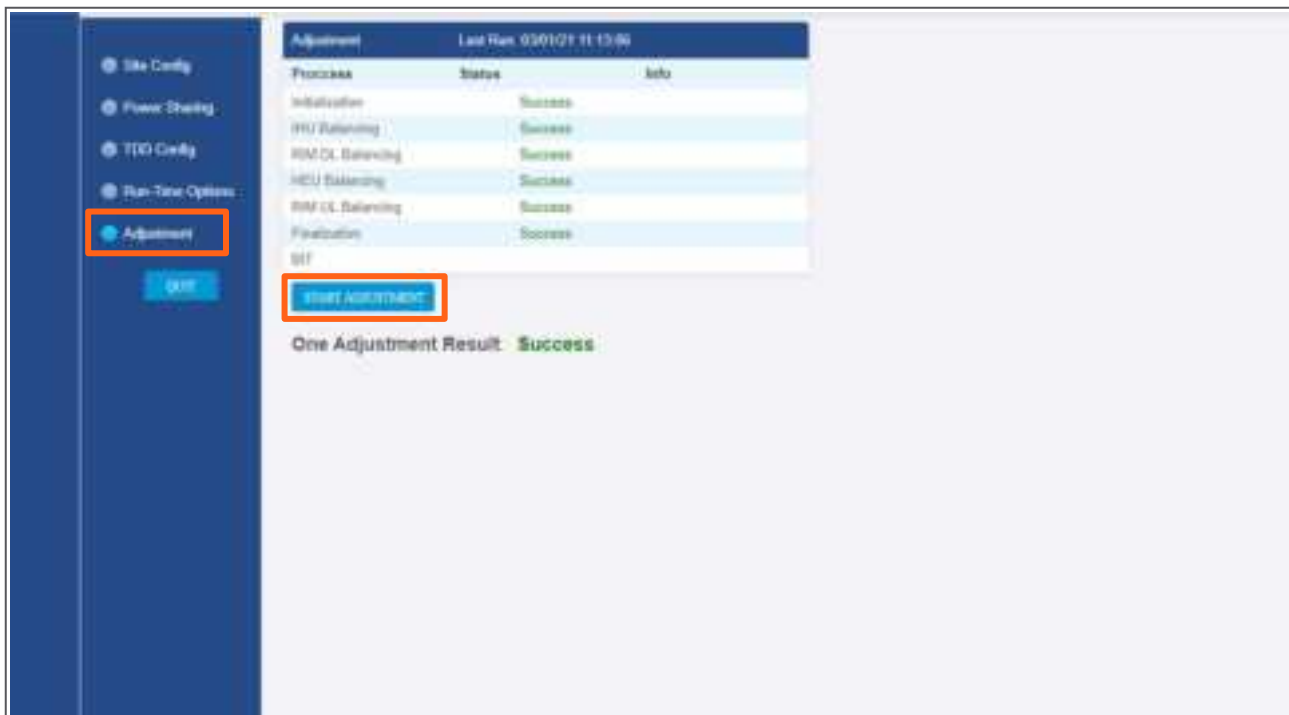 Site Config
Power Sharing
TDD Config
Run-Time Options
Adjustment
QUIT
Adjustment Last Run: 03/01/21 11:13:06
Proccess Status Info
Initialization Success
IHU Balancing Success
RIM DL Balancing Success
HEU Balancing Success
RIM UL Balancing Success
Finalization Success
BIT
START ADJUSTMENT
One Adjustment Result Success